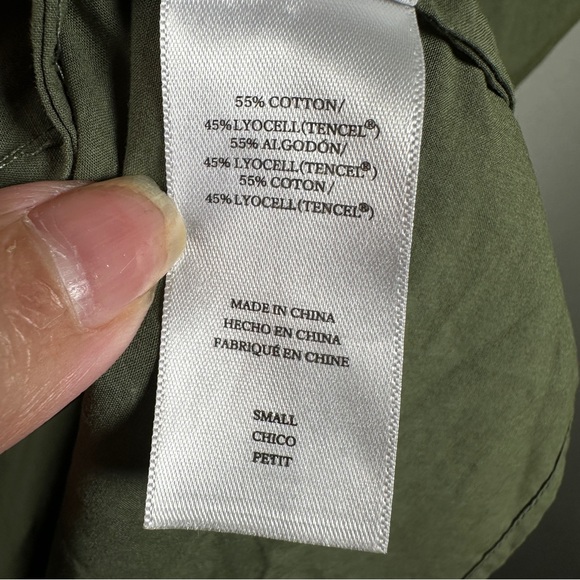 55% COTTON/
45% LYOCELL(TENCEL®)
55% ALGODÓN/
45% LYOCELL(TENCEL®)
55% COTON /
45% LYOCELL(TENCEL®)
MADE IN CHINA
HECHO EN CHINA
FABRIQUÉ EN CHINE
SMALL
CHICO
PETIT